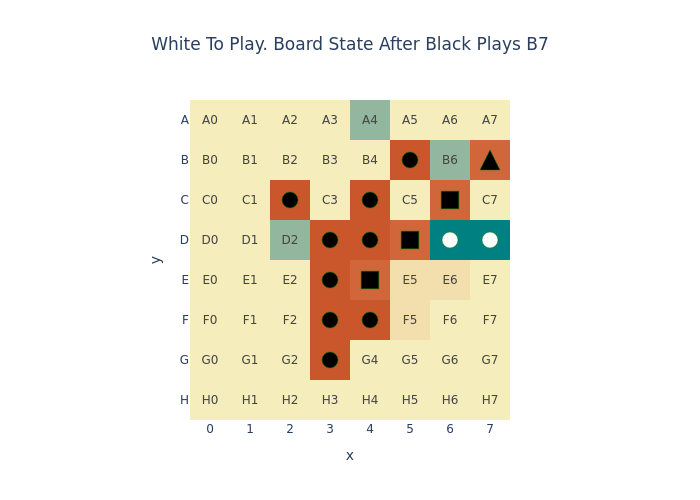 White To Play. Board State After Black Plays B7
A A0 A1 A2 A3 A4 A5 A6 A7
B B0 B1 B2 B3 B4 B6
C C0 C1 C3 C5 C7
D D0 D1 D2
E E0 E1 E2 E5 E6 E7
F F0 F1 F2 F5 F6 F7
G G0 G1 G2 G4 G5 G6 G7
H H0 H1 H2 H3 H4 H5 H6 H7
0 1 2 3 4 5 6 7
x
y